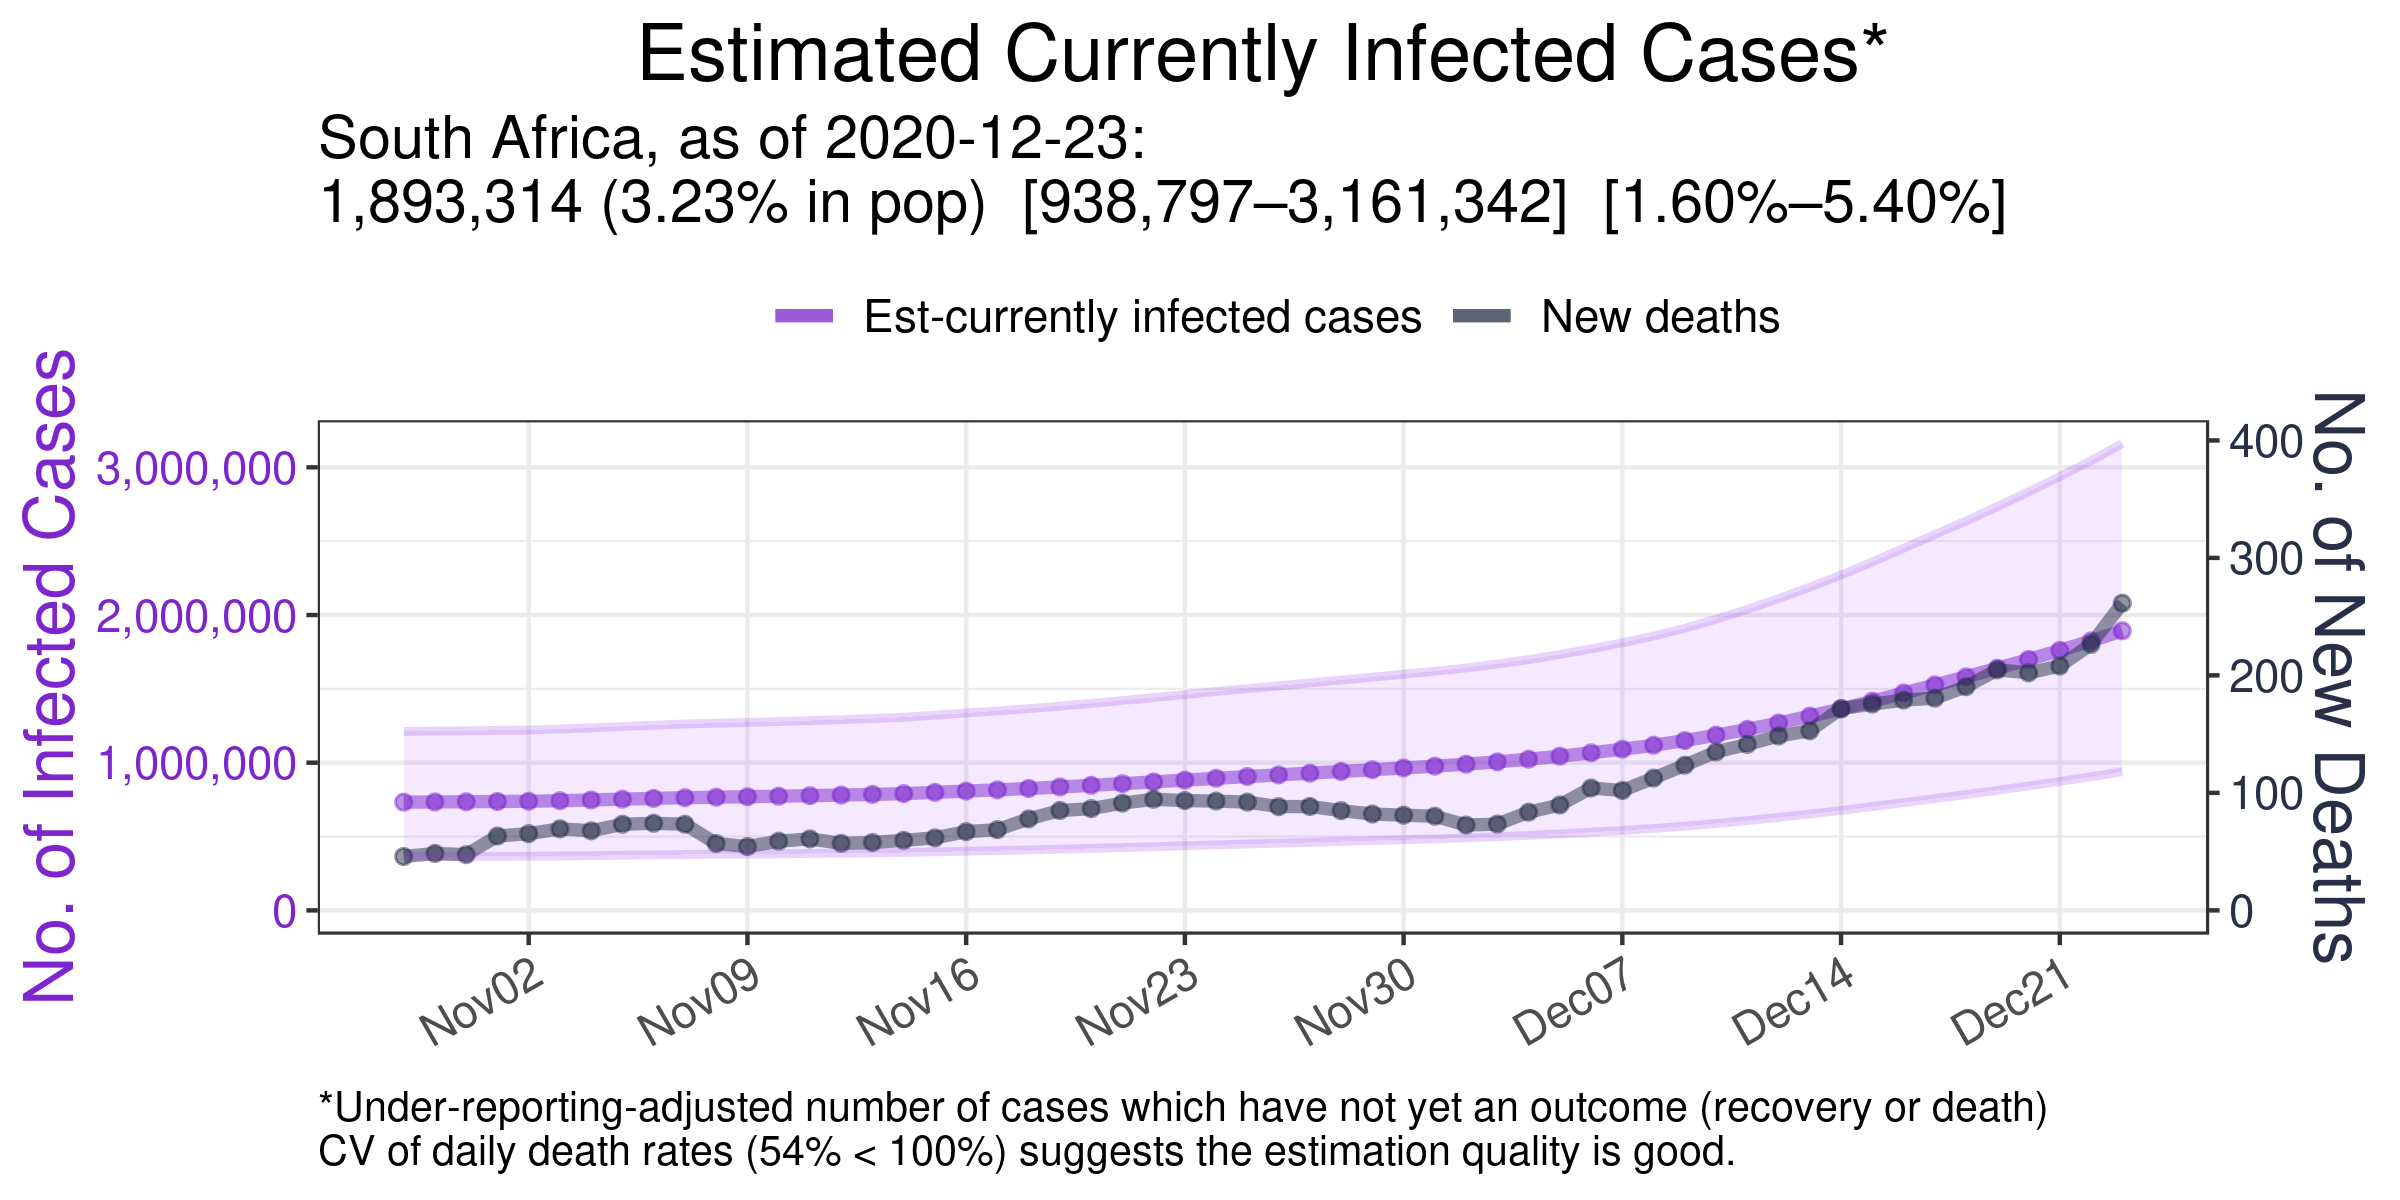 Estimated Currently Infected Cases*
South Africa, as of 2020-12-23:
1,893,314 (3.23% in pop) [938,797–3,161,342] [1.60%–5.40%]
Est-currently infected cases
New deaths
No. of Infected Cases
3,000,000
2,000,000
1,000,000
0
400
300
200
100
0
No. of New Deaths
Nov02
Nov09
Nov16
Nov23
Nov30
Dec07
Dec14
Dec21
*Under-reporting-adjusted number of cases which have not yet an outcome (recovery or death)
CV of daily death rates (54% < 100%) suggests the estimation quality is good.